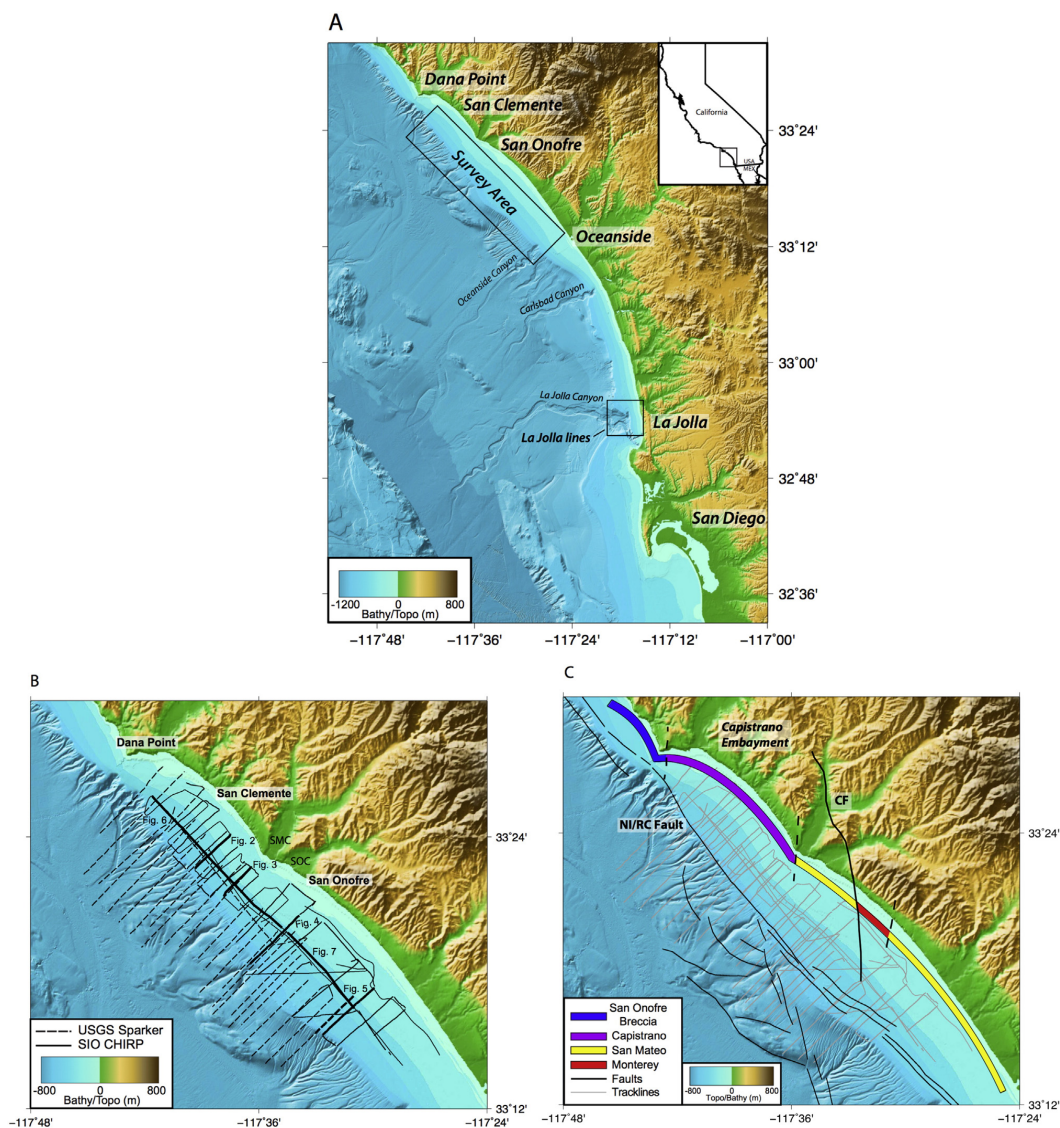 A
Dana Point
San Clemente
San Onofre
Survey Area
Oceanside
Oceanside Canyon
Carlsbad Canyon
La Jolla Canyon
La Jolla
La Jolla lines
San Diego
California
USA
MEX
33°24'
33°12'
33°00'
32°48'
32°36'
-1200 0 800
Bathy/Topo (m)
−117°48' −117°36' −117°24' −117°12' −117°00'
B
Dana Point
San Clemente
Fig. 6
Fig. 2
SMC
Fig. 3
SOC
San Onofre
Fig. 4
Fig. 7
Fig. 5
USGS Sparker
SIO CHIRP
-800 0 800
Bathy/Topo (m)
33°24'
33°12'
−117°48' −117°36' −117°24'
C
Capistrano
Embayment
CF
NI/RC Fault
San Onofre
Breccia
Capistrano
San Mateo
Monterey
Faults
Tracklines
-800 0 800
Topo/Bathy (m)
33°24'
33°12'
−117°48' −117°36' −117°24'